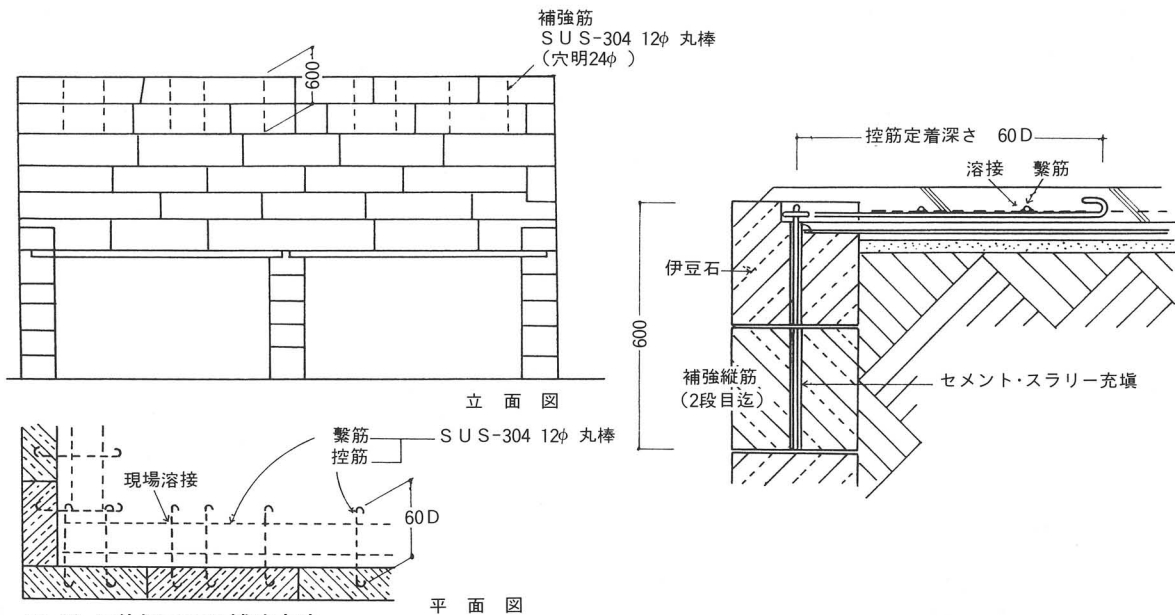 補強筋
SUS-304 12φ 丸棒
(穴明24φ)
600
立面図
控筋定着深さ 60D
溶接 繫筋
伊豆石
600
補強縦筋
(2段目迄)
セメント・スラリー充塡
繫筋 SUS-304 12φ 丸棒
控筋
現場溶接
60D
平面図